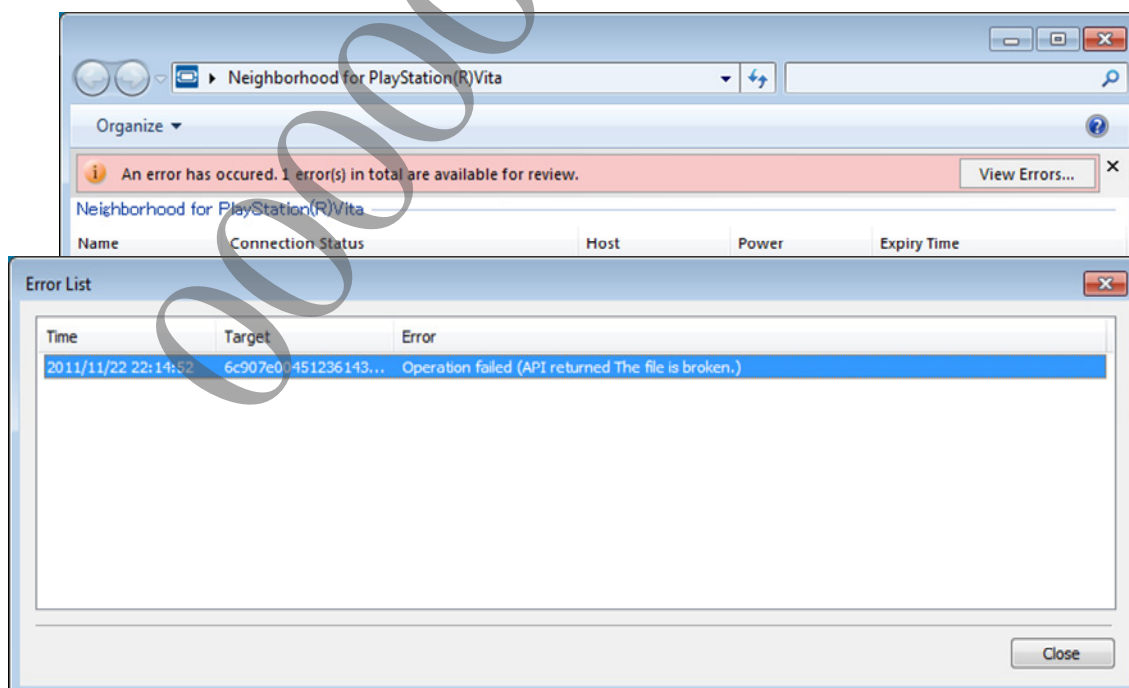 Neighborhood for PlayStation(R)Vita
Organize
An error has occured. 1 error(s) in total are available for review.
View Errors...
Neighborhood for PlayStation(R)Vita
Name Connection Status Host Power Expiry Time
Error List
Time Target Error
2011/11/22 22:14:52 6c907e00451236143... Operation failed (API returned The file is broken.)
Close